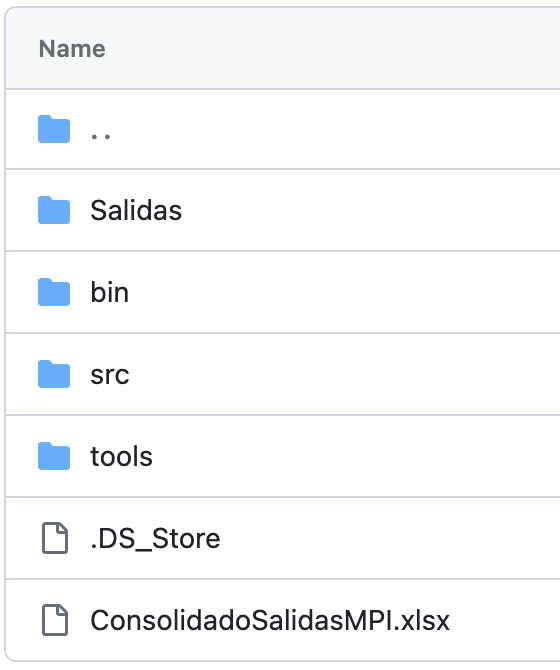 Name
..
Salidas
bin
src
tools
.DS_Store
ConsolidadoSalidasMPI.xlsx